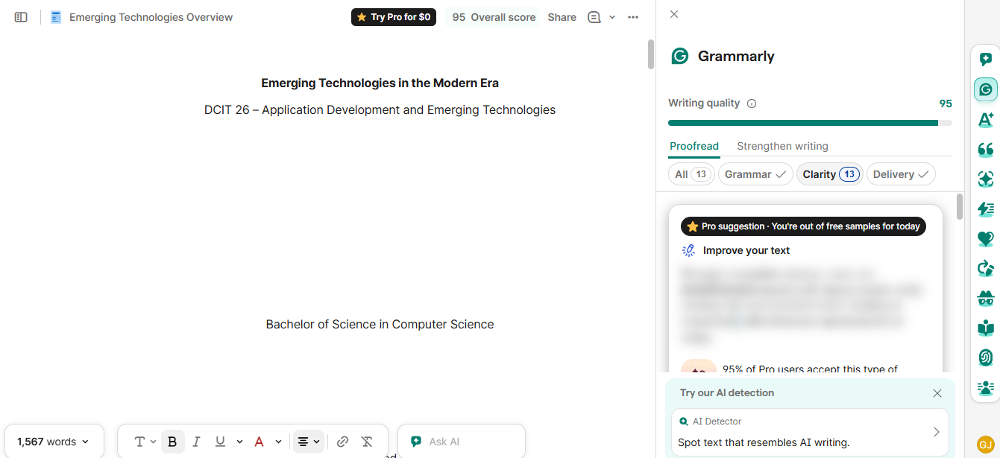 Emerging Technologies Overview
Try Pro for $0
95 Overall score
Share
Emerging Technologies in the Modern Era
DCIT 26 – Application Development and Emerging Technologies
Bachelor of Science in Computer Science
1,567 words
T
B
I
U
A
Ask AI
Grammarly
Writing quality
95
Proofread
Strengthen writing
All 13
Grammar
Clarity 13
Delivery
Pro suggestion · You're out of free samples for today
Improve your text
95% of Pro users accept this type of
Try our AI detection
AI Detector
Spot text that resembles AI writing.
GJ